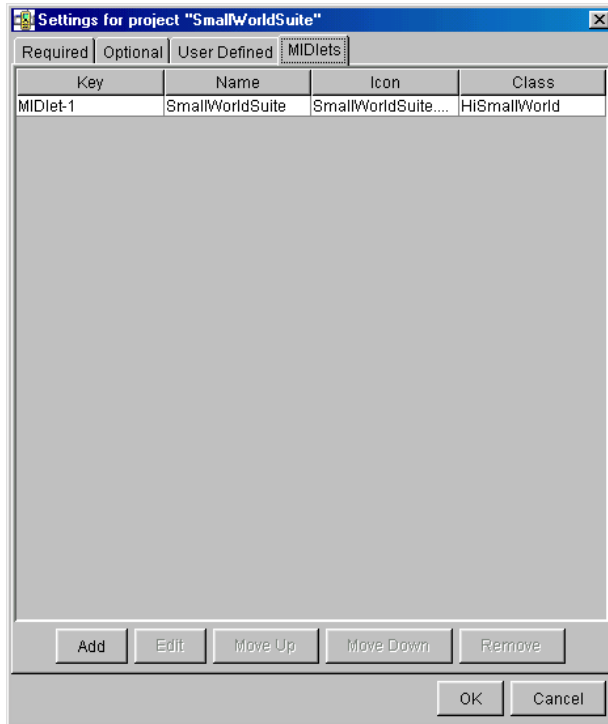 Settings for project "SmallWorldSuite"
Required Optional User Defined MIDlets
Key Name Icon Class
MIDlet-1 SmallWorldSuite SmallWorldSuite.... HiSmallWorld
Add Edit Move Up Move Down Remove
OK Cancel